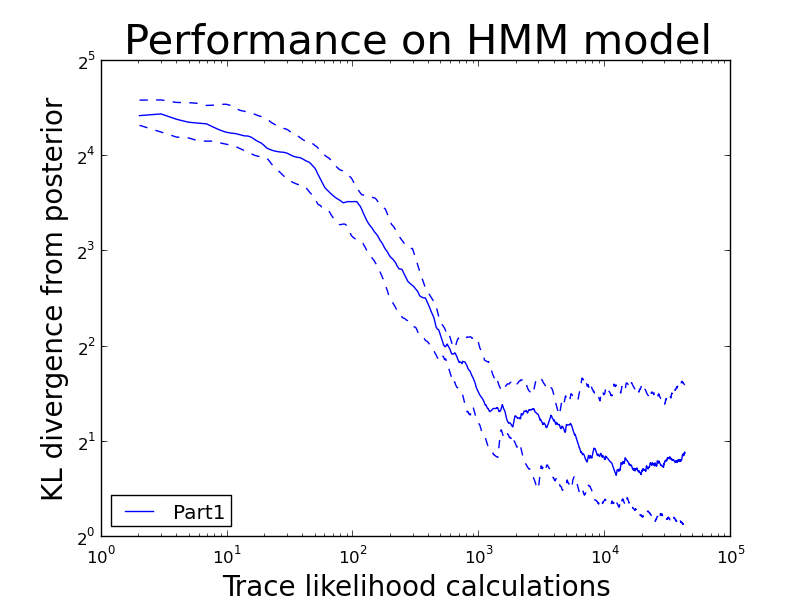 Performance on HMM model
KL divergence from posterior
2^5
2^4
2^3
2^2
2^1
2^0
Part1
10^0 10^1 10^2 10^3 10^4 10^5
Trace likelihood calculations